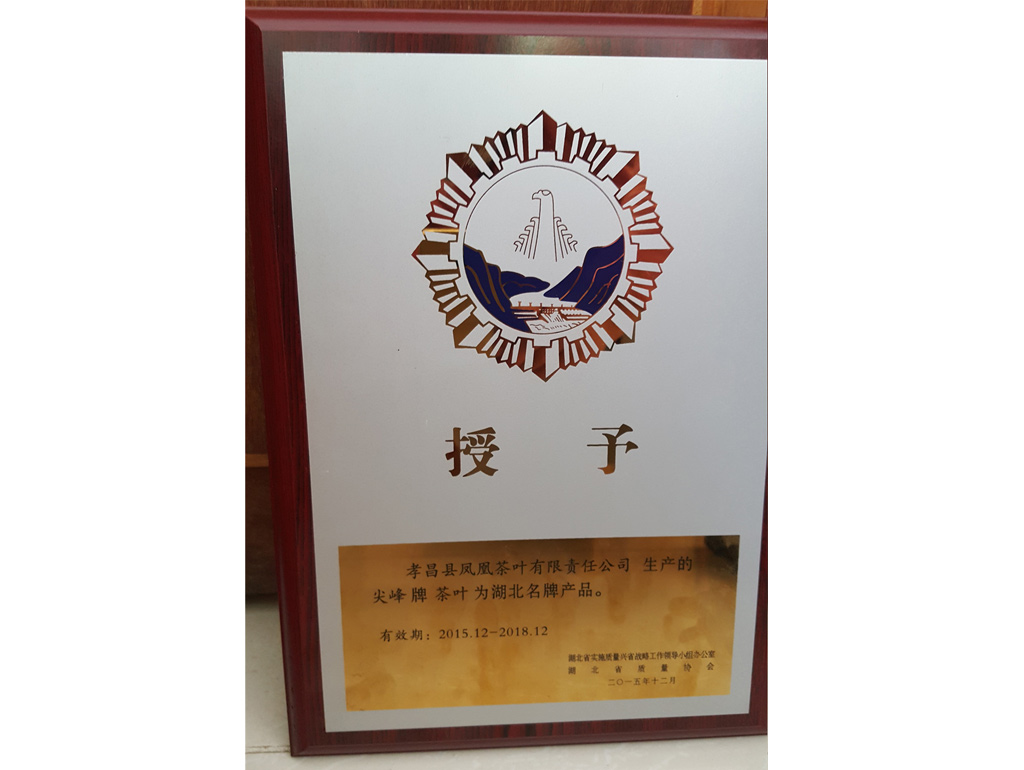 授 予
孝昌县凤凰茶叶有限责任公司 生产的
尖峰 牌 茶叶 为湖北名牌产品。
有效期：2015.12-2018.12
湖北省实施质量兴省战略工作领导小组办公室
湖北省质量协会
二〇一五年十二月